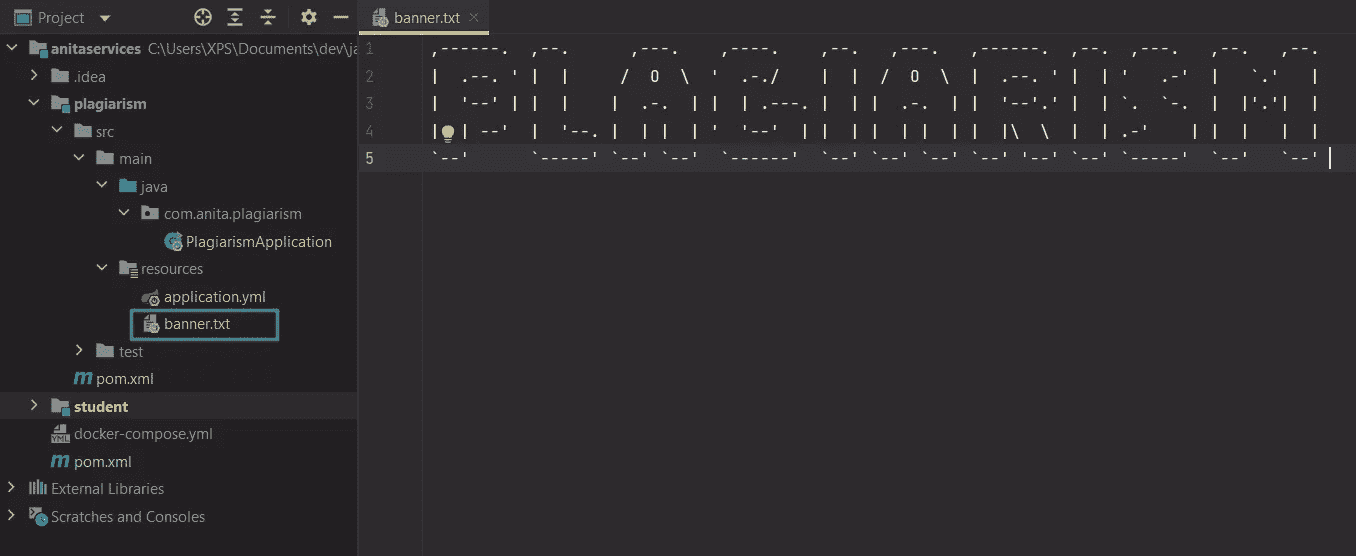 Project
anitaservices C:\Users\XPS\Documents\dev\ja
.idea
plagiarism
src
main
java
com.anita.plagiarism
PlagiarismApplication
resources
application.yml
banner.txt
test
pom.xml
student
docker-compose.yml
pom.xml
External Libraries
Scratches and Consoles
banner.txt
1 ,------.  ,--.      ,---.    ,----.    ,--.  ,---.  ,------. ,--. ,---.   ,--.   ,--.
2 |  .--. ' |  |     /  O  \  '  .-./    |  | /  O  \ |  .--. '|  |'   .-'  |   `.'   |
3 |  '--' | |  |    |  .-.  | |  | .---. |  ||  .-.  ||  '--'.'|  |`.  `-.  |  |'.'|  |
4 |  | --'  |  '--. |  | |  | '  '--'  | |  ||  | |  ||  |\  \ |  |.-'    | |  |   |  |
5 `--'      `-----' `--' `--'  `------'  `--'`--' `--'`--' '--'`--'`-----'  `--'   `--'